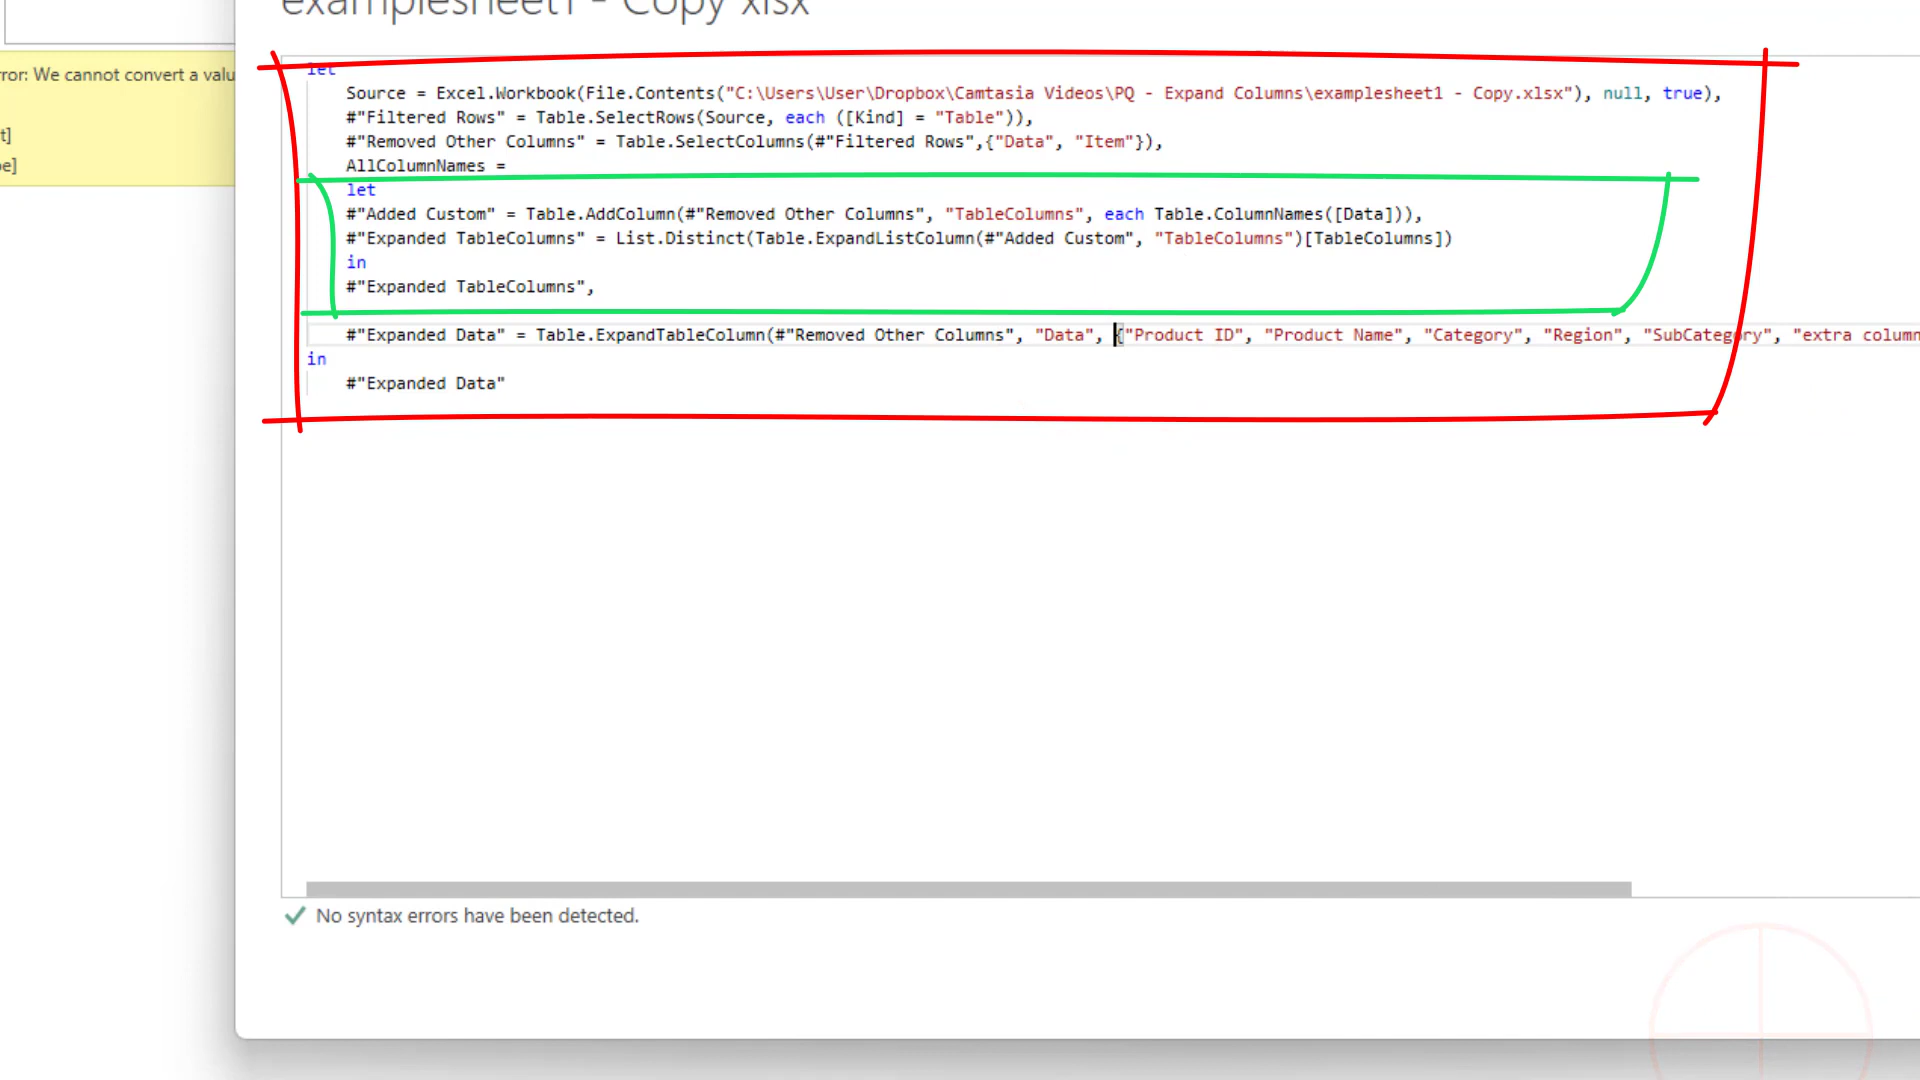 examplesheet1 - Copy xlsx
ror: We cannot convert a valu
t]
be]
let
Source = Excel.Workbook(File.Contents("C:\Users\User\Dropbox\Camtasia Videos\PQ - Expand Columns\examplesheet1 - Copy.xlsx"), null, true),
#"Filtered Rows" = Table.SelectRows(Source, each ([Kind] = "Table")),
#"Removed Other Columns" = Table.SelectColumns(#"Filtered Rows",{"Data", "Item"}),
AllColumnNames =
let
#"Added Custom" = Table.AddColumn(#"Removed Other Columns", "TableColumns", each Table.ColumnNames([Data])),
#"Expanded TableColumns" = List.Distinct(Table.ExpandListColumn(#"Added Custom", "TableColumns")[TableColumns])
in
#"Expanded TableColumns",
#"Expanded Data" = Table.ExpandTableColumn(#"Removed Other Columns", "Data", {"Product ID", "Product Name", "Category", "Region", "SubCategory", "extra column
in
#"Expanded Data"
No syntax errors have been detected.